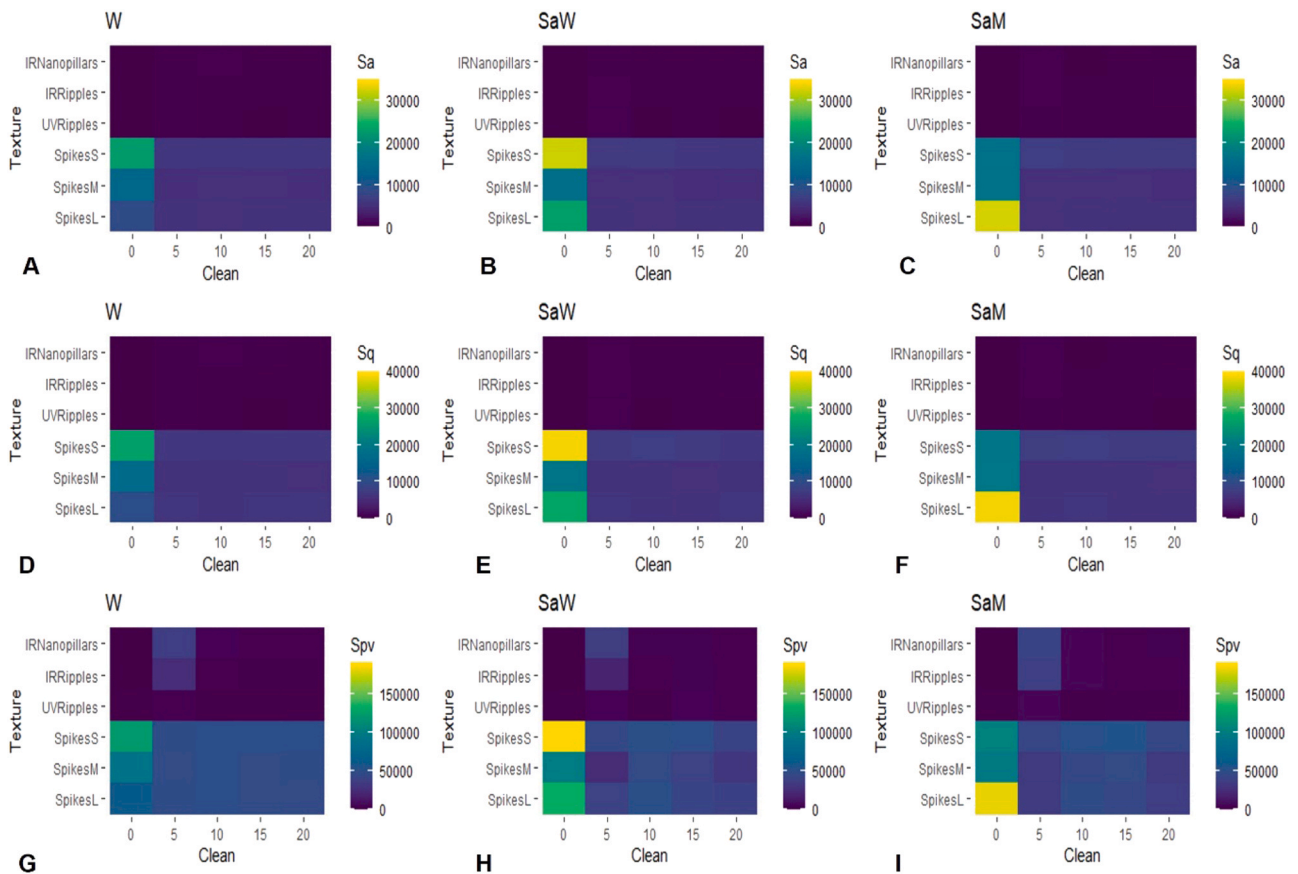 W
SaW
SaM
IRNanopillars
IRRipples
UVRipples
SpikesS
SpikesM
SpikesL
Texture
0 5 10 15 20
Clean
Sa
30000
20000
10000
0
A
IRNanopillars
IRRipples
UVRipples
SpikesS
SpikesM
SpikesL
Texture
0 5 10 15 20
Clean
Sa
30000
20000
10000
0
B
IRNanopillars
IRRipples
UVRipples
SpikesS
SpikesM
SpikesL
Texture
0 5 10 15 20
Clean
Sa
30000
20000
10000
0
C
W
SaW
SaM
IRNanopillars
IRRipples
UVRipples
SpikesS
SpikesM
SpikesL
Texture
0 5 10 15 20
Clean
Sq
40000
30000
20000
10000
0
D
IRNanopillars
IRRipples
UVRipples
SpikesS
SpikesM
SpikesL
Texture
0 5 10 15 20
Clean
Sq
40000
30000
20000
10000
0
E
IRNanopillars
IRRipples
UVRipples
SpikesS
SpikesM
SpikesL
Texture
0 5 10 15 20
Clean
Sq
40000
30000
20000
10000
0
F
W
SaW
SaM
IRNanopillars
IRRipples
UVRipples
SpikesS
SpikesM
SpikesL
Texture
0 5 10 15 20
Clean
Spv
150000
100000
50000
0
G
IRNanopillars
IRRipples
UVRipples
SpikesS
SpikesM
SpikesL
Texture
0 5 10 15 20
Clean
Spv
150000
100000
50000
0
H
IRNanopillars
IRRipples
UVRipples
SpikesS
SpikesM
SpikesL
Texture
0 5 10 15 20
Clean
Spv
150000
100000
50000
0
I